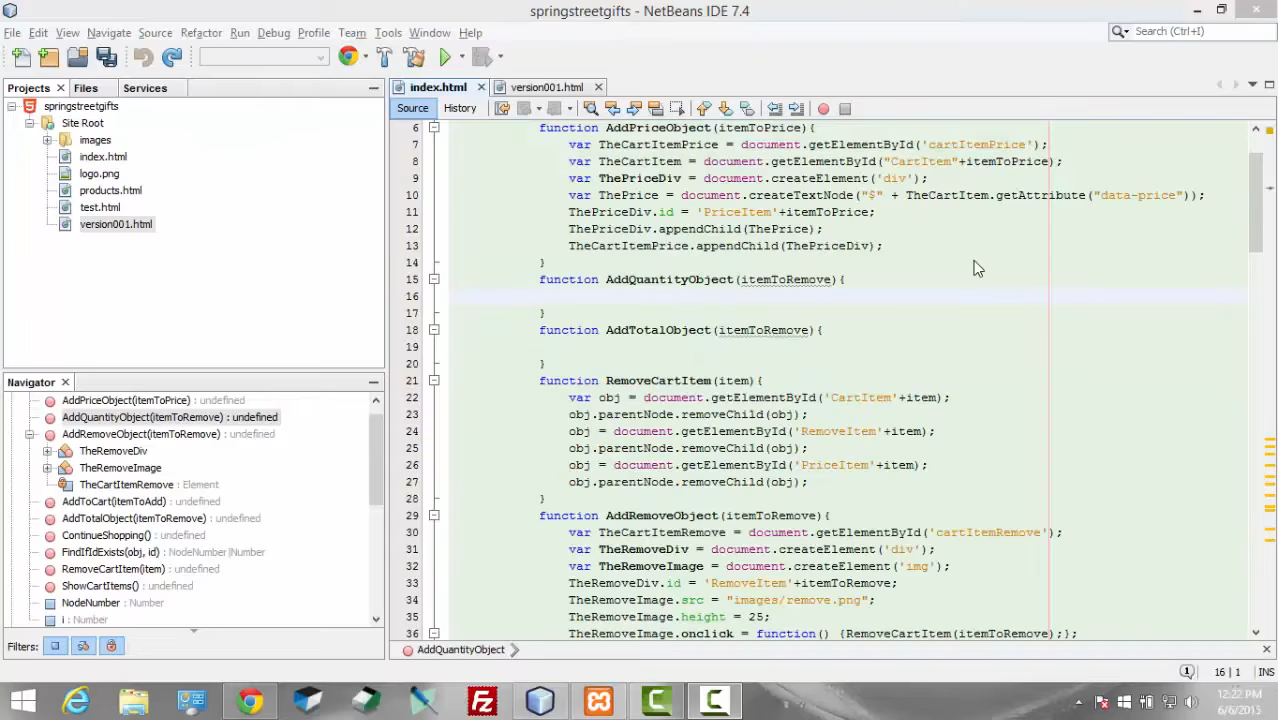 springstreetgifts - NetBeans IDE 7.4
File Edit View Navigate Source Refactor Run Debug Profile Team Tools Window Help
Search (Ctrl+I)
Projects Files Services
index.html version001.html
Source History
springstreetgifts
Site Root
images
index.html
logo.png
products.html
test.html
version001.html
6 function AddPriceObject(itemToPrice){
7 var TheCartItemPrice = document.getElementById('cartItemPrice');
8 var TheCartItem = document.getElementById("CartItem"+itemToPrice);
9 var ThePriceDiv = document.createElement('div');
10 var ThePrice = document.createTextNode("$" + TheCartItem.getAttribute("data-price"));
11 ThePriceDiv.id = 'PriceItem'+itemToPrice;
12 ThePriceDiv.appendChild(ThePrice);
13 TheCartItemPrice.appendChild(ThePriceDiv);
14 }
15 function AddQuantityObject(itemToRemove){
16
17 }
18 function AddTotalObject(itemToRemove){
19
20 }
21 function RemoveCartItem(item){
22 var obj = document.getElementById('CartItem'+item);
23 obj.parentNode.removeChild(obj);
24 obj = document.getElementById('RemoveItem'+item);
25 obj.parentNode.removeChild(obj);
26 obj = document.getElementById('PriceItem'+item);
27 obj.parentNode.removeChild(obj);
28 }
29 function AddRemoveObject(itemToRemove){
30 var TheCartItemRemove = document.getElementById('cartItemRemove');
31 var TheRemoveDiv = document.createElement('div');
32 var TheRemoveImage = document.createElement('img');
33 TheRemoveDiv.id = 'RemoveItem'+itemToRemove;
34 TheRemoveImage.src = "images/remove.png";
35 TheRemoveImage.height = 25;
36 TheRemoveImage.onclick = function() {RemoveCartItem(itemToRemove);};
Navigator
AddPriceObject(itemToPrice) : undefined
AddQuantityObject(itemToRemove) : undefined
AddRemoveObject(itemToRemove) : undefined
TheRemoveDiv
TheRemoveImage
TheCartItemRemove : Element
AddToCart(itemToAdd) : undefined
AddTotalObject(itemToRemove) : undefined
ContinueShopping() : undefined
FindIfIdExists(obj, id) : NodeNumber|Number
RemoveCartItem(item) : undefined
ShowCartItems() : undefined
NodeNumber : Number
i : Number
Filters:
AddQuantityObject
16 | 1 INS
12:22 PM
6/6/2015